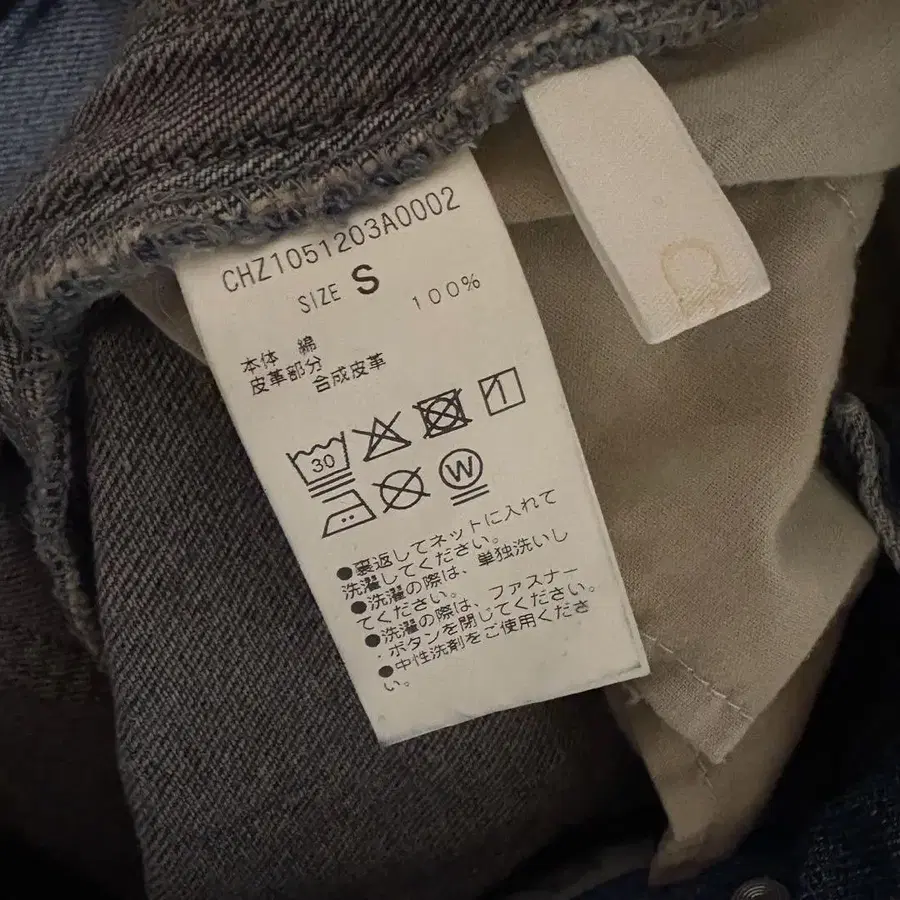 CHZ1051203A0002
SIZE S
本体 綿 100%
皮革部分 合成皮革
30
1
W
●裏返してネットに入れて
洗濯してください。
●洗濯の際は、単独洗いし
てください。
●洗濯の際は、ファスナー
・ボタンを閉じてください。
●中性洗剤をご使用くださ
い。